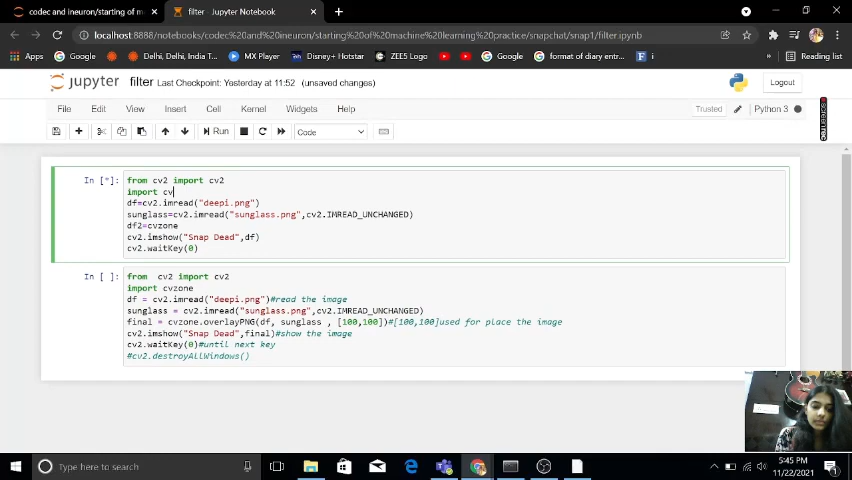 codec and ineuron/starting of m
filter - Jupyter Notebook
localhost:8888/notebooks/codec%20and%20ineuron/starting%20of%20machine%20learning%20practice/snapchat/snap1/filter.ipynb
Apps
Google
Delhi, Delhi, India T...
MX Player
Disney+ Hotstar
ZEE5 Logo
Google
format of diary entr...
Reading list
jupyter filter Last Checkpoint: Yesterday at 11:52 (unsaved changes)
Logout
File Edit View Insert Cell Kernel Widgets Help
Trusted
Python 3
Run
Code
In [*]:
from cv2 import cv2
import cv
df=cv2.imread("deepi.png")
sunglass=cv2.imread("sunglass.png",cv2.IMREAD_UNCHANGED)
df2=cvzone
cv2.imshow("Snap Dead",df)
cv2.waitKey(0)
In [ ]:
from cv2 import cv2
import cvzone
df = cv2.imread("deepi.png")#read the image
sunglass = cv2.imread("sunglass.png",cv2.IMREAD_UNCHANGED)
final = cvzone.overlayPNG(df, sunglass , [100,100])#[100,100]used for place the image
cv2.imshow("Snap Dead",final)#show the image
cv2.waitKey(0)#until next key
#cv2.destroyAllWindows()
Type here to search
5:45 PM
11/22/2021